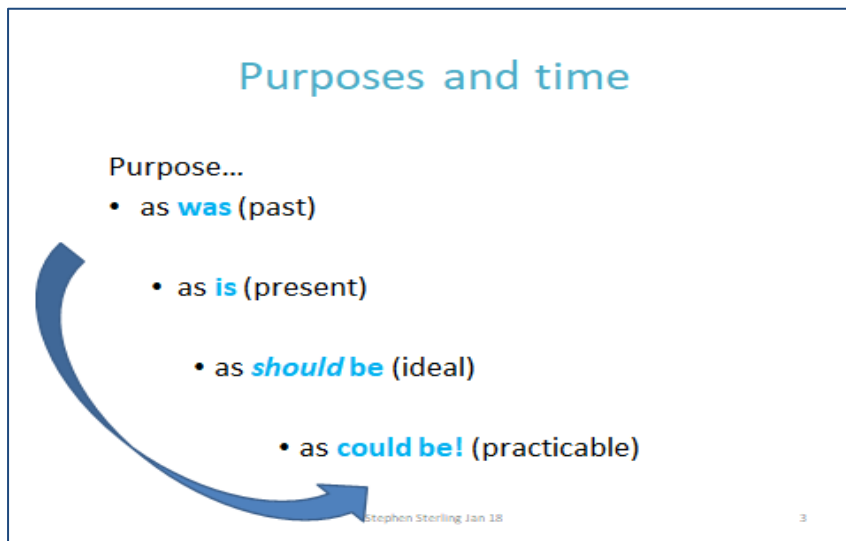 Purposes and time
Purpose...
• as was (past)
• as is (present)
• as should be (ideal)
• as could be! (practicable)
Stephen Sterling Jan 18 3